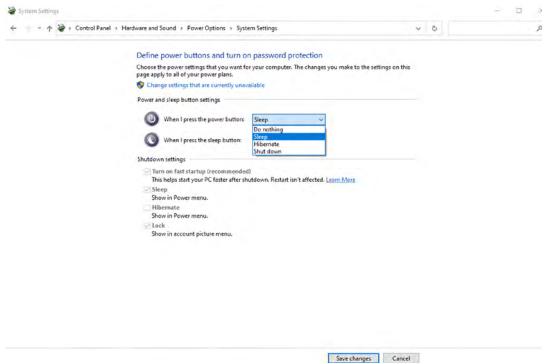 System Settings
Control Panel > Hardware and Sound > Power Options > System Settings
Define power buttons and turn on password protection
Choose the power settings that you want for your computer. The changes you make to the settings on this
page apply to all of your power plans.
Change settings that are currently unavailable
Power and sleep button settings
When I press the power button: Sleep
Do nothing
Sleep
When I press the sleep button: Hibernate
Shut down
Shutdown settings
Turn on fast startup (recommended)
This helps start your PC faster after shutdown. Restart isn't affected. Learn More
Sleep
Show in Power menu.
Hibernate
Show in Power menu.
Lock
Show in account picture menu.
Save changes Cancel